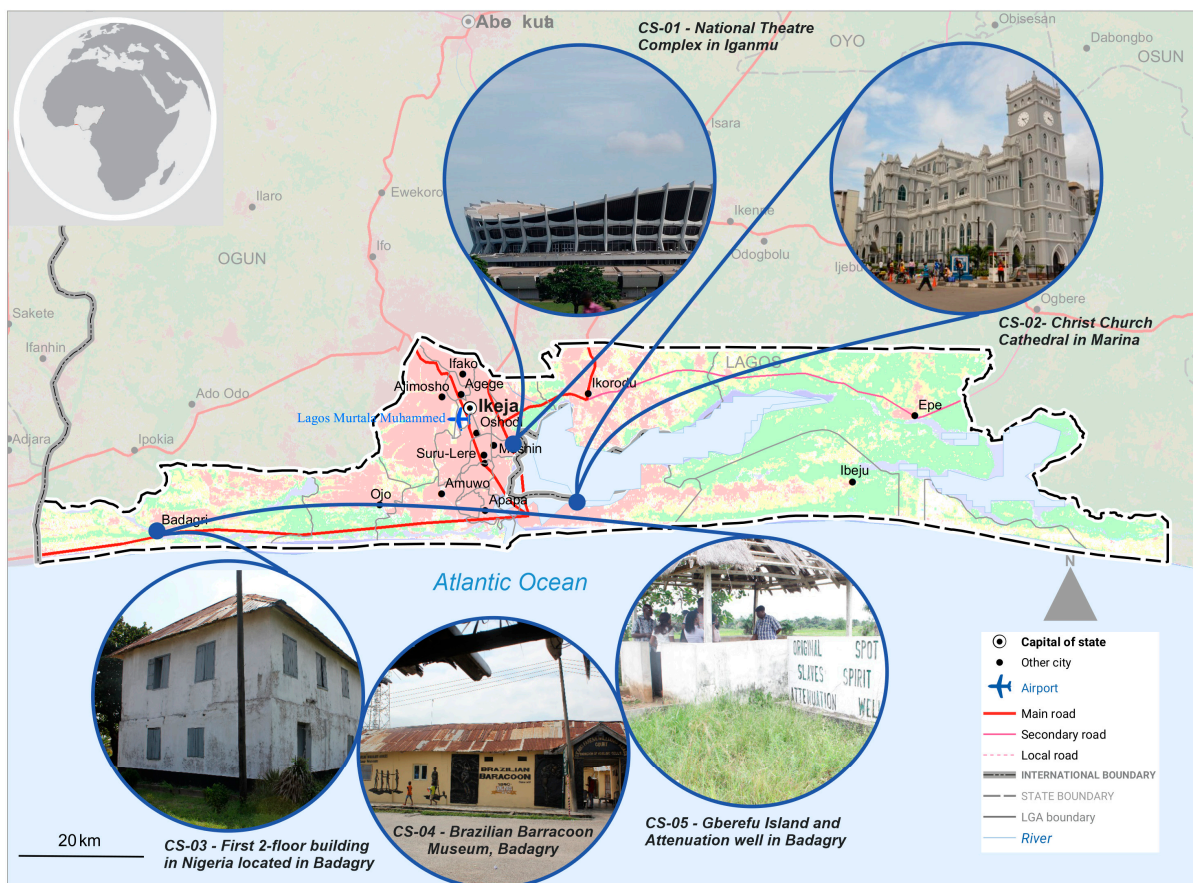 Abeokuta
CS-01 - National Theatre
Complex in Iganmu
OYO
Obisesan
Dabongbo
OSUN
Isara
Ilaro
Ewekoro
Ikenne
Odogbolu
Ijebu
OGUN
Ifo
Ogbere
Sakete
CS-02- Christ Church
Cathedral in Marina
Ifanhin
LAGOS
Ifako
Agege
Ikorodu
Alimosho
Ado Odo
Ikeja
Epe
Lagos Murtala Muhammed
Oshod
Adjara
Ipokia
Moshin
Suru-Lere
Ibeju
Amuwo
Ojo
Apapa
Badagri
Atlantic Ocean
N
ORIGINAL SPOT
SLAVES SPIRIT
ATTENUATION WELL
BRAZILIAN
BARACOON
Capital of state
Other city
Airport
Main road
Secondary road
Local road
INTERNATIONAL BOUNDARY
STATE BOUNDARY
LGA boundary
River
20 km
CS-03 - First 2-floor building
in Nigeria located in Badagry
CS-04 - Brazilian Barracoon
Museum, Badagry
CS-05 - Gberefu Island and
Attenuation well in Badagry